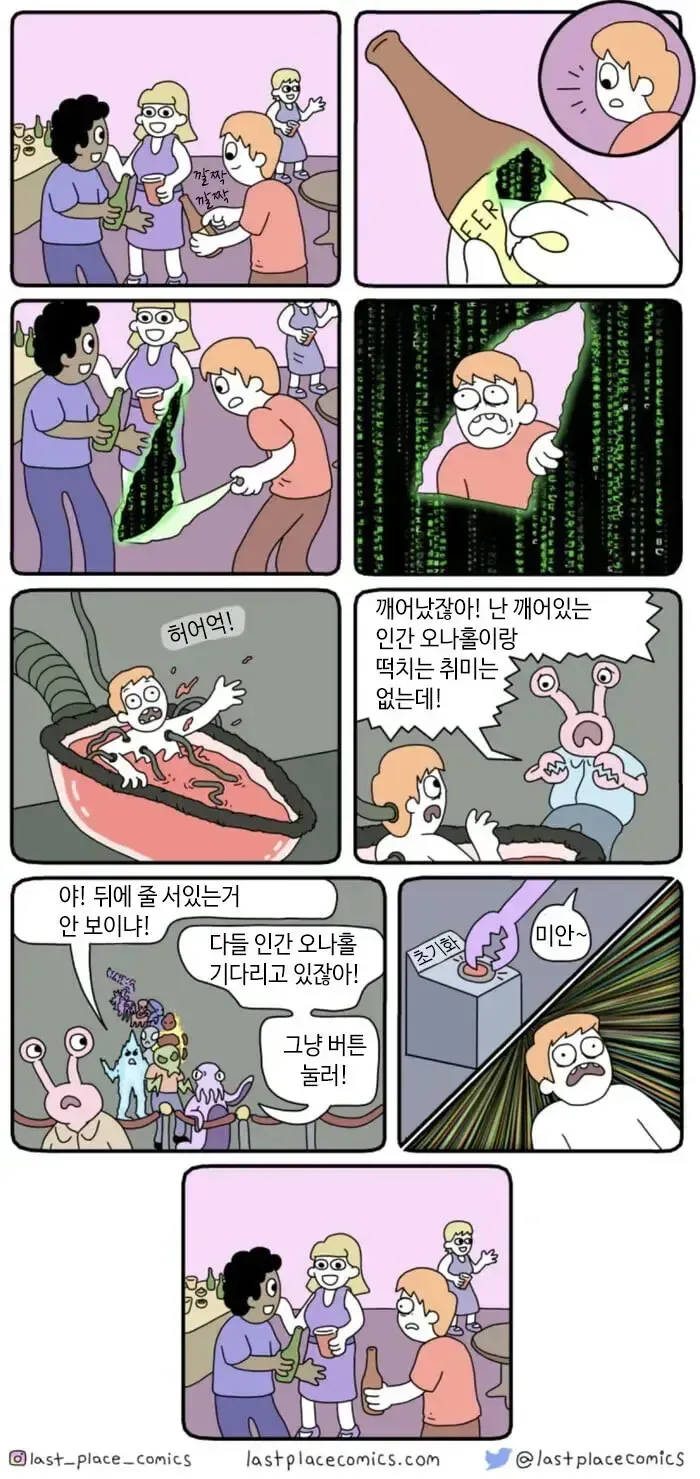 깔짝
깔짝
EER
허어억!
깨어났잖아! 난 깨어있는
인간 오나홀이랑
떡치는 취미는
없는데!
야! 뒤에 줄 서있는거
안 보이냐!
다들 인간 오나홀
기다리고 있잖아!
그냥 버튼
눌러!
초기화
미안~
last_place_comics
lastplacecomics.com
@lastplacecomics